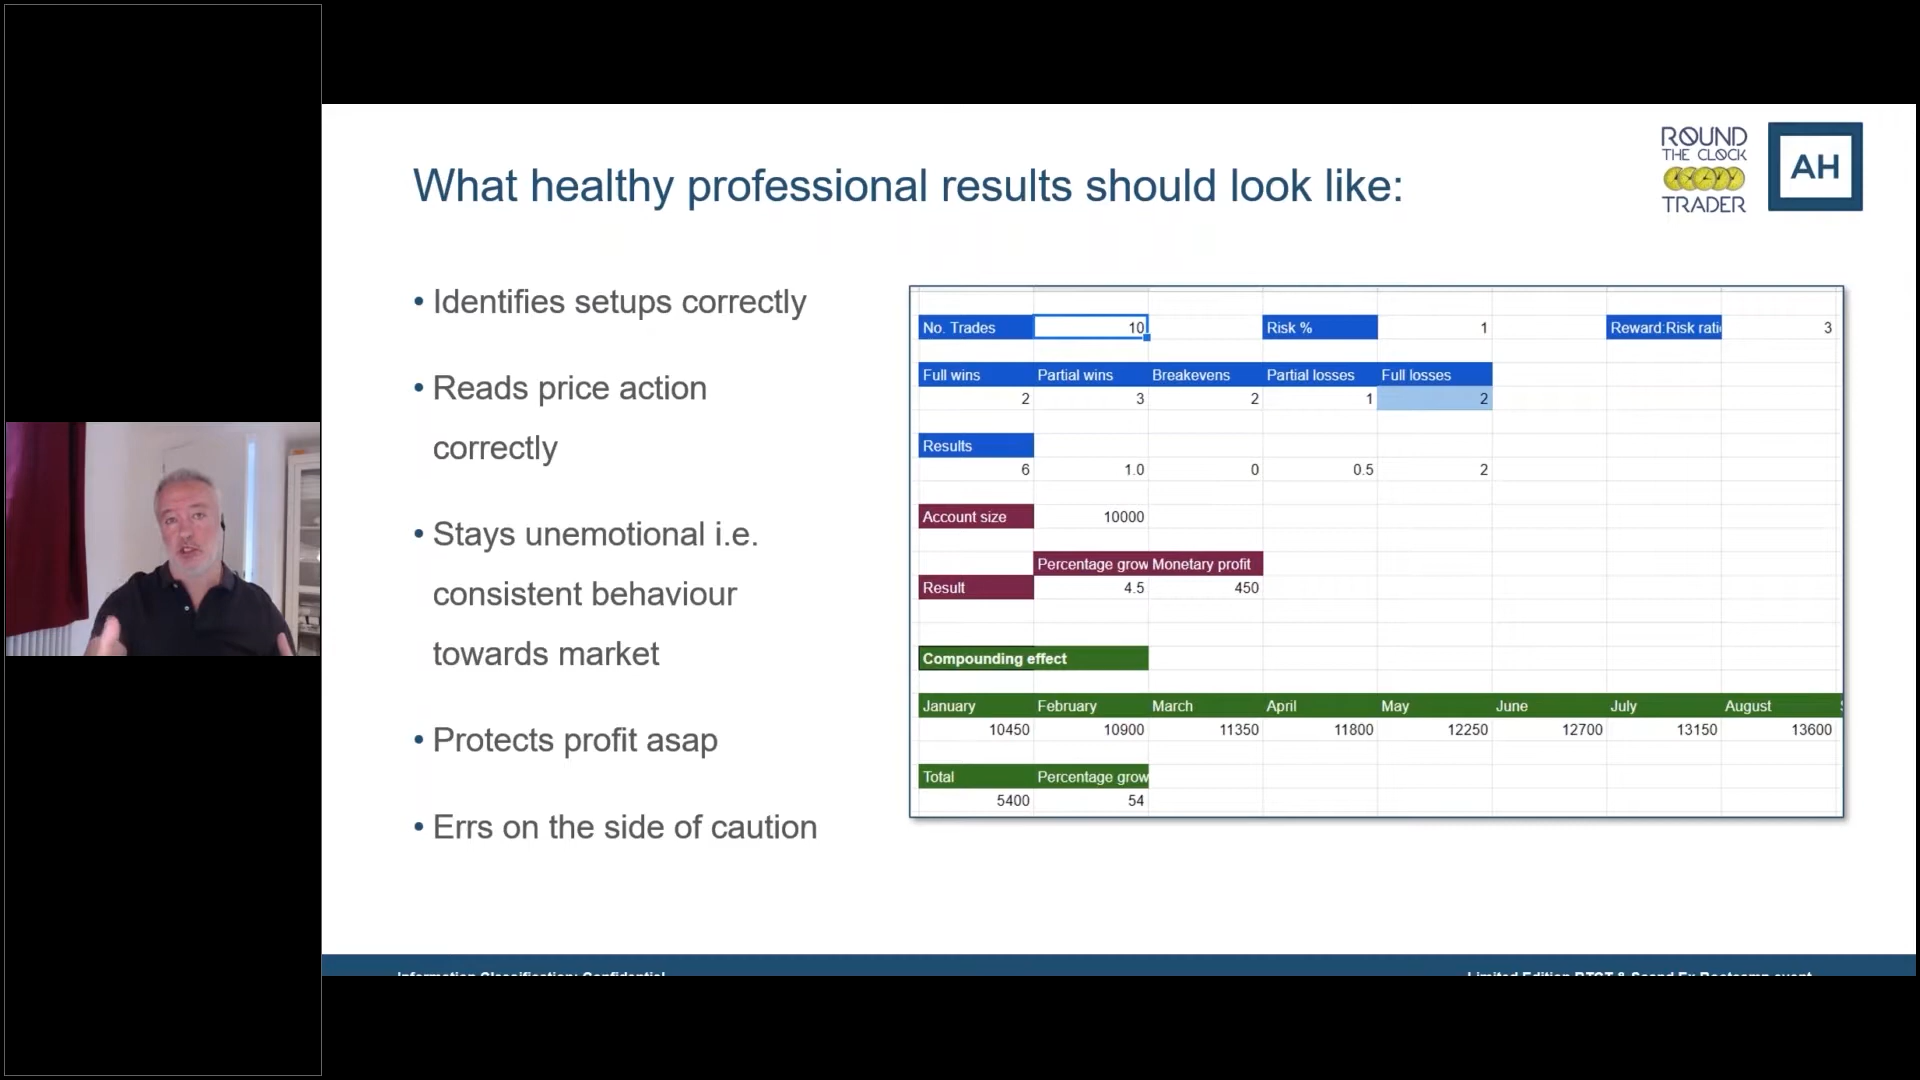 ROUND
THE CLOCK
TRADER
AH
What healthy professional results should look like:
• Identifies setups correctly
• Reads price action
correctly
• Stays unemotional i.e.
consistent behaviour
towards market
• Protects profit asap
• Errs on the side of caution
No. Trades 10 Risk % 1 Reward:Risk rati 3
Full wins Partial wins Breakevens Partial losses Full losses
2 3 2 1 2
Results
6 1.0 0 0.5 2
Account size 10000
Percentage grow Monetary profit
Result 4.5 450
Compounding effect
January February March April May June July August
10450 10900 11350 11800 12250 12700 13150 13600
Total Percentage grow
5400 54
Information Classification: Confidential
Limited Edition
Bootcamp event